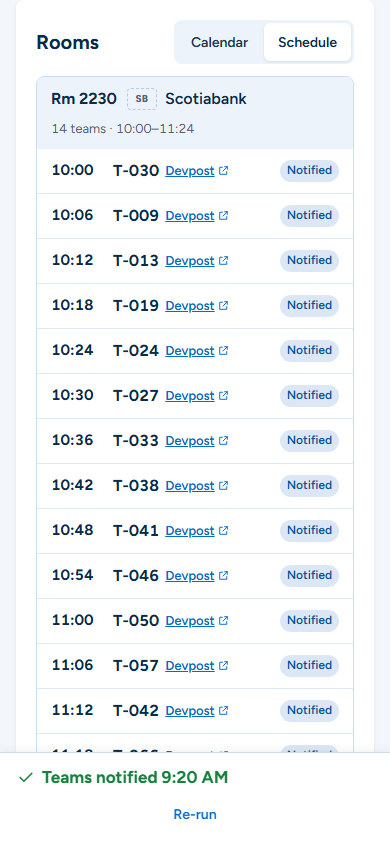 Rooms Calendar Schedule
Rm 2230 SB Scotiabank
14 teams · 10:00–11:24
10:00 T-030 Devpost Notified
10:06 T-009 Devpost Notified
10:12 T-013 Devpost Notified
10:18 T-019 Devpost Notified
10:24 T-024 Devpost Notified
10:30 T-027 Devpost Notified
10:36 T-033 Devpost Notified
10:42 T-038 Devpost Notified
10:48 T-041 Devpost Notified
10:54 T-046 Devpost Notified
11:00 T-050 Devpost Notified
11:06 T-057 Devpost Notified
11:12 T-042 Devpost Notified
Teams notified 9:20 AM
Re-run